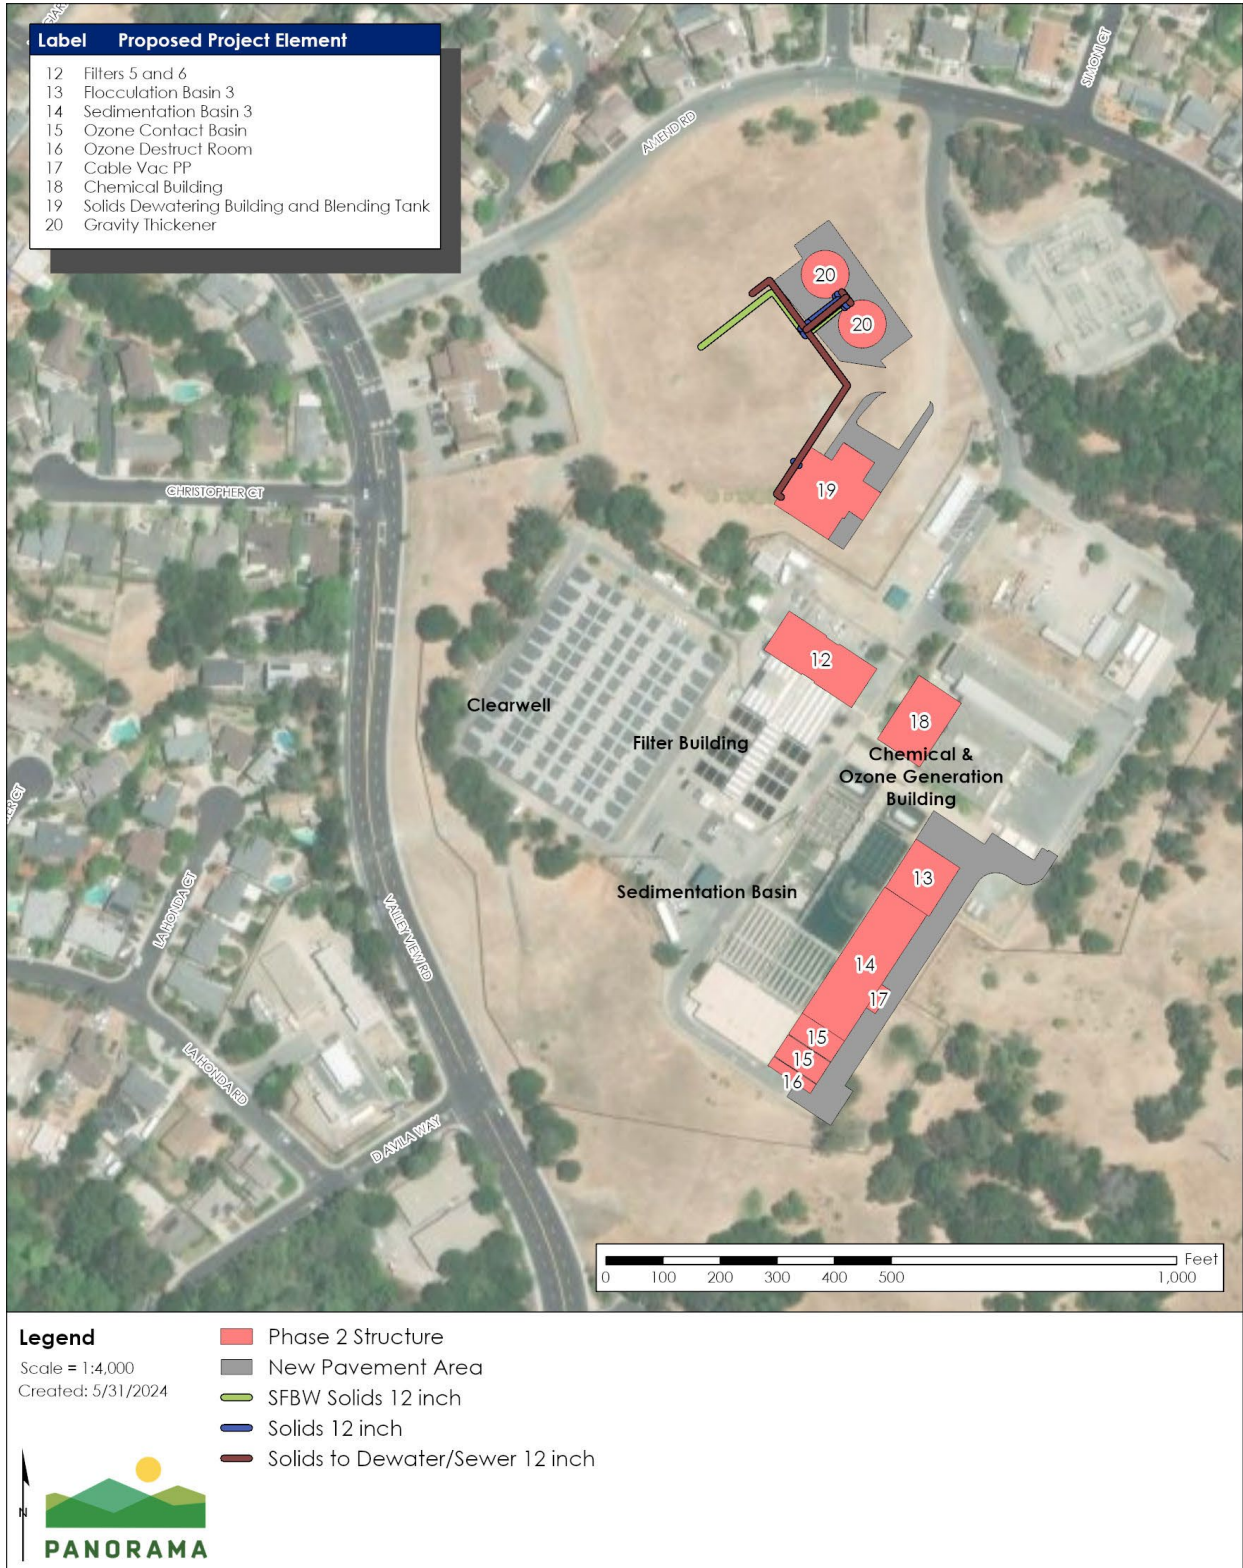 Label Proposed Project Element
12 Filters 5 and 6
13 Flocculation Basin 3
14 Sedimentation Basin 3
15 Ozone Contact Basin
16 Ozone Destruct Room
17 Cable Vac PP
18 Chemical Building
19 Solids Dewatering Building and Blending Tank
20 Gravity Thickener
SIMONI CT
AMEND RD
20
20
CHRISTOPHER CT
19
12
Clearwell
18
Filter Building
Chemical &
Ozone Generation
Building
13
Sedimentation Basin
LA HONDA CT
VALLEY VIEW RD
14
17
15
15
16
LA HONDA RD
D AVILA WAY
Feet
0 100 200 300 400 500 1,000
Legend
Scale = 1:4,000
Created: 5/31/2024
Phase 2 Structure
New Pavement Area
SFBW Solids 12 inch
Solids 12 inch
Solids to Dewater/Sewer 12 inch
N
PANORAMA